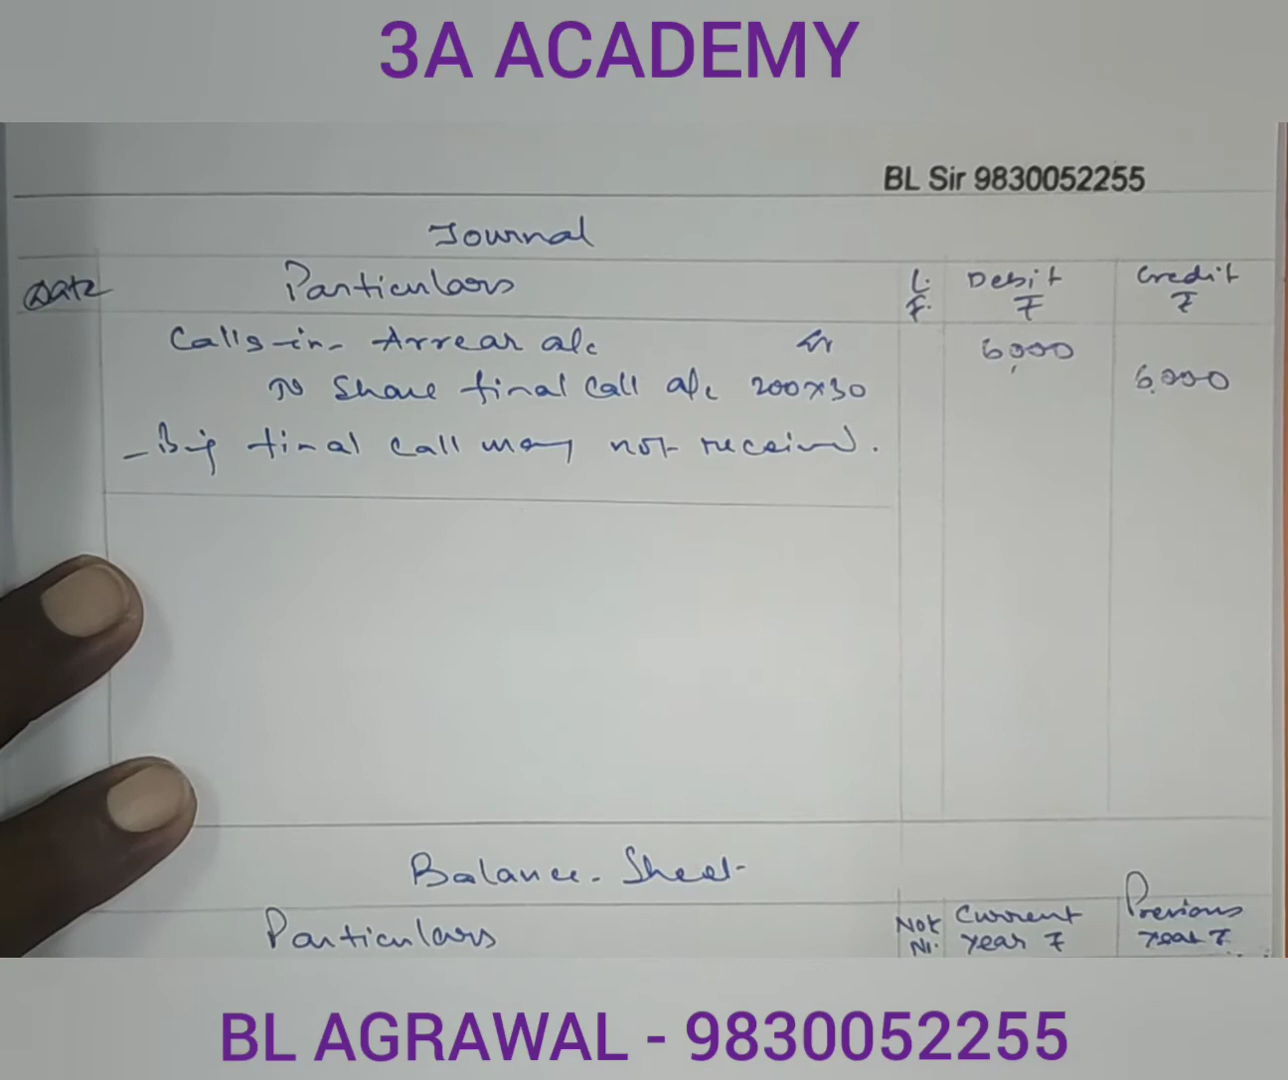 3A ACADEMY
BL Sir 9830052255
Journal
Date Particulars L.F. Debit ₹ Credit ₹
Calls-in-Arrear a/c Dr 6,000
To Share final call a/c 200x30 6,000
- Big final call money not received.
Balance-Sheet
Particulars Not No. Current Year ₹ Previous Year ₹
BL AGRAWAL - 9830052255